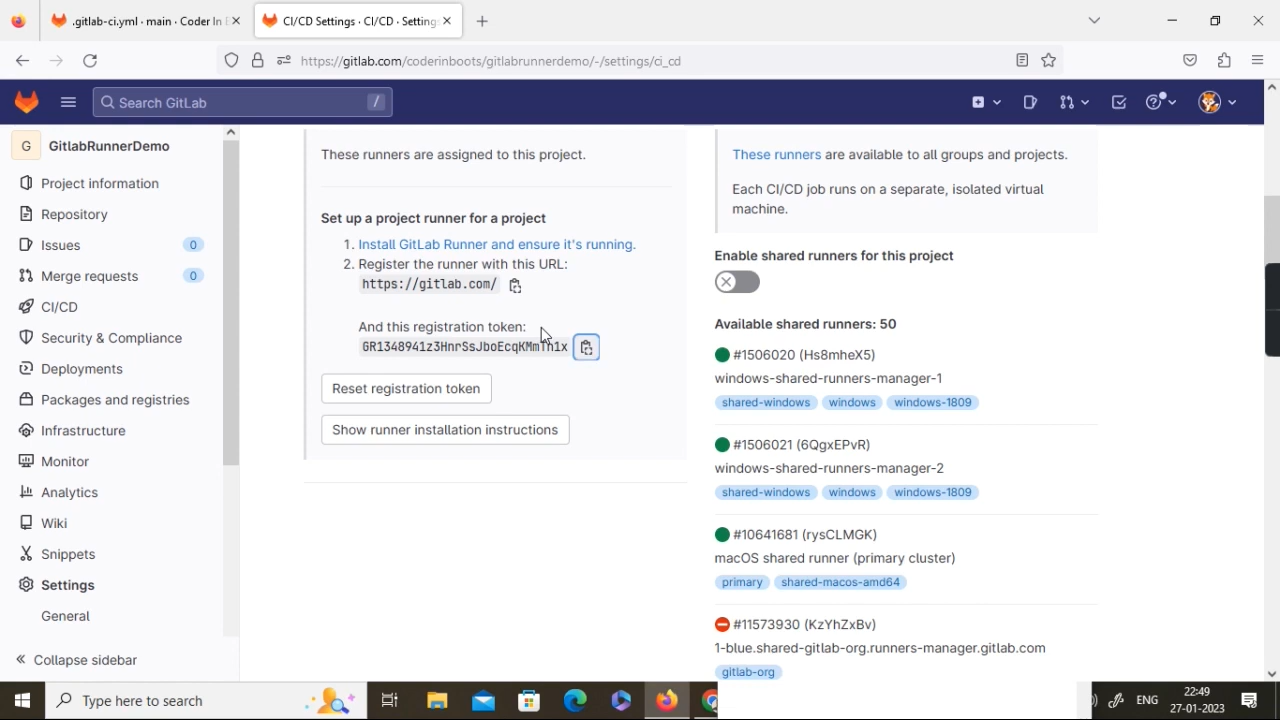 .gitlab-ci.yml · main · Coder In B
CI/CD Settings · CI/CD · Settings
https://gitlab.com/coderinboots/gitlabrunnerdemo/-/settings/ci_cd
Search GitLab /
G GitlabRunnerDemo
Project information
Repository
Issues 0
Merge requests 0
CI/CD
Security & Compliance
Deployments
Packages and registries
Infrastructure
Monitor
Analytics
Wiki
Snippets
Settings
General
Collapse sidebar
These runners are assigned to this project.
Set up a project runner for a project
1. Install GitLab Runner and ensure it's running.
2. Register the runner with this URL:
https://gitlab.com/
And this registration token:
Reset registration token
Show runner installation instructions
These runners are available to all groups and projects.
Each CI/CD job runs on a separate, isolated virtual
machine.
Enable shared runners for this project
Available shared runners: 50
#1506020 (Hs8mheX5)
windows-shared-runners-manager-1
shared-windows windows windows-1809
#1506021 (6QgxEPvR)
windows-shared-runners-manager-2
shared-windows windows windows-1809
#10641681 (rysCLMGK)
macOS shared runner (primary cluster)
primary shared-macos-amd64
#11573930 (KzYhZxBv)
1-blue.shared-gitlab-org.runners-manager.gitlab.com
gitlab-org
Type here to search
ENG
22:49
27-01-2023